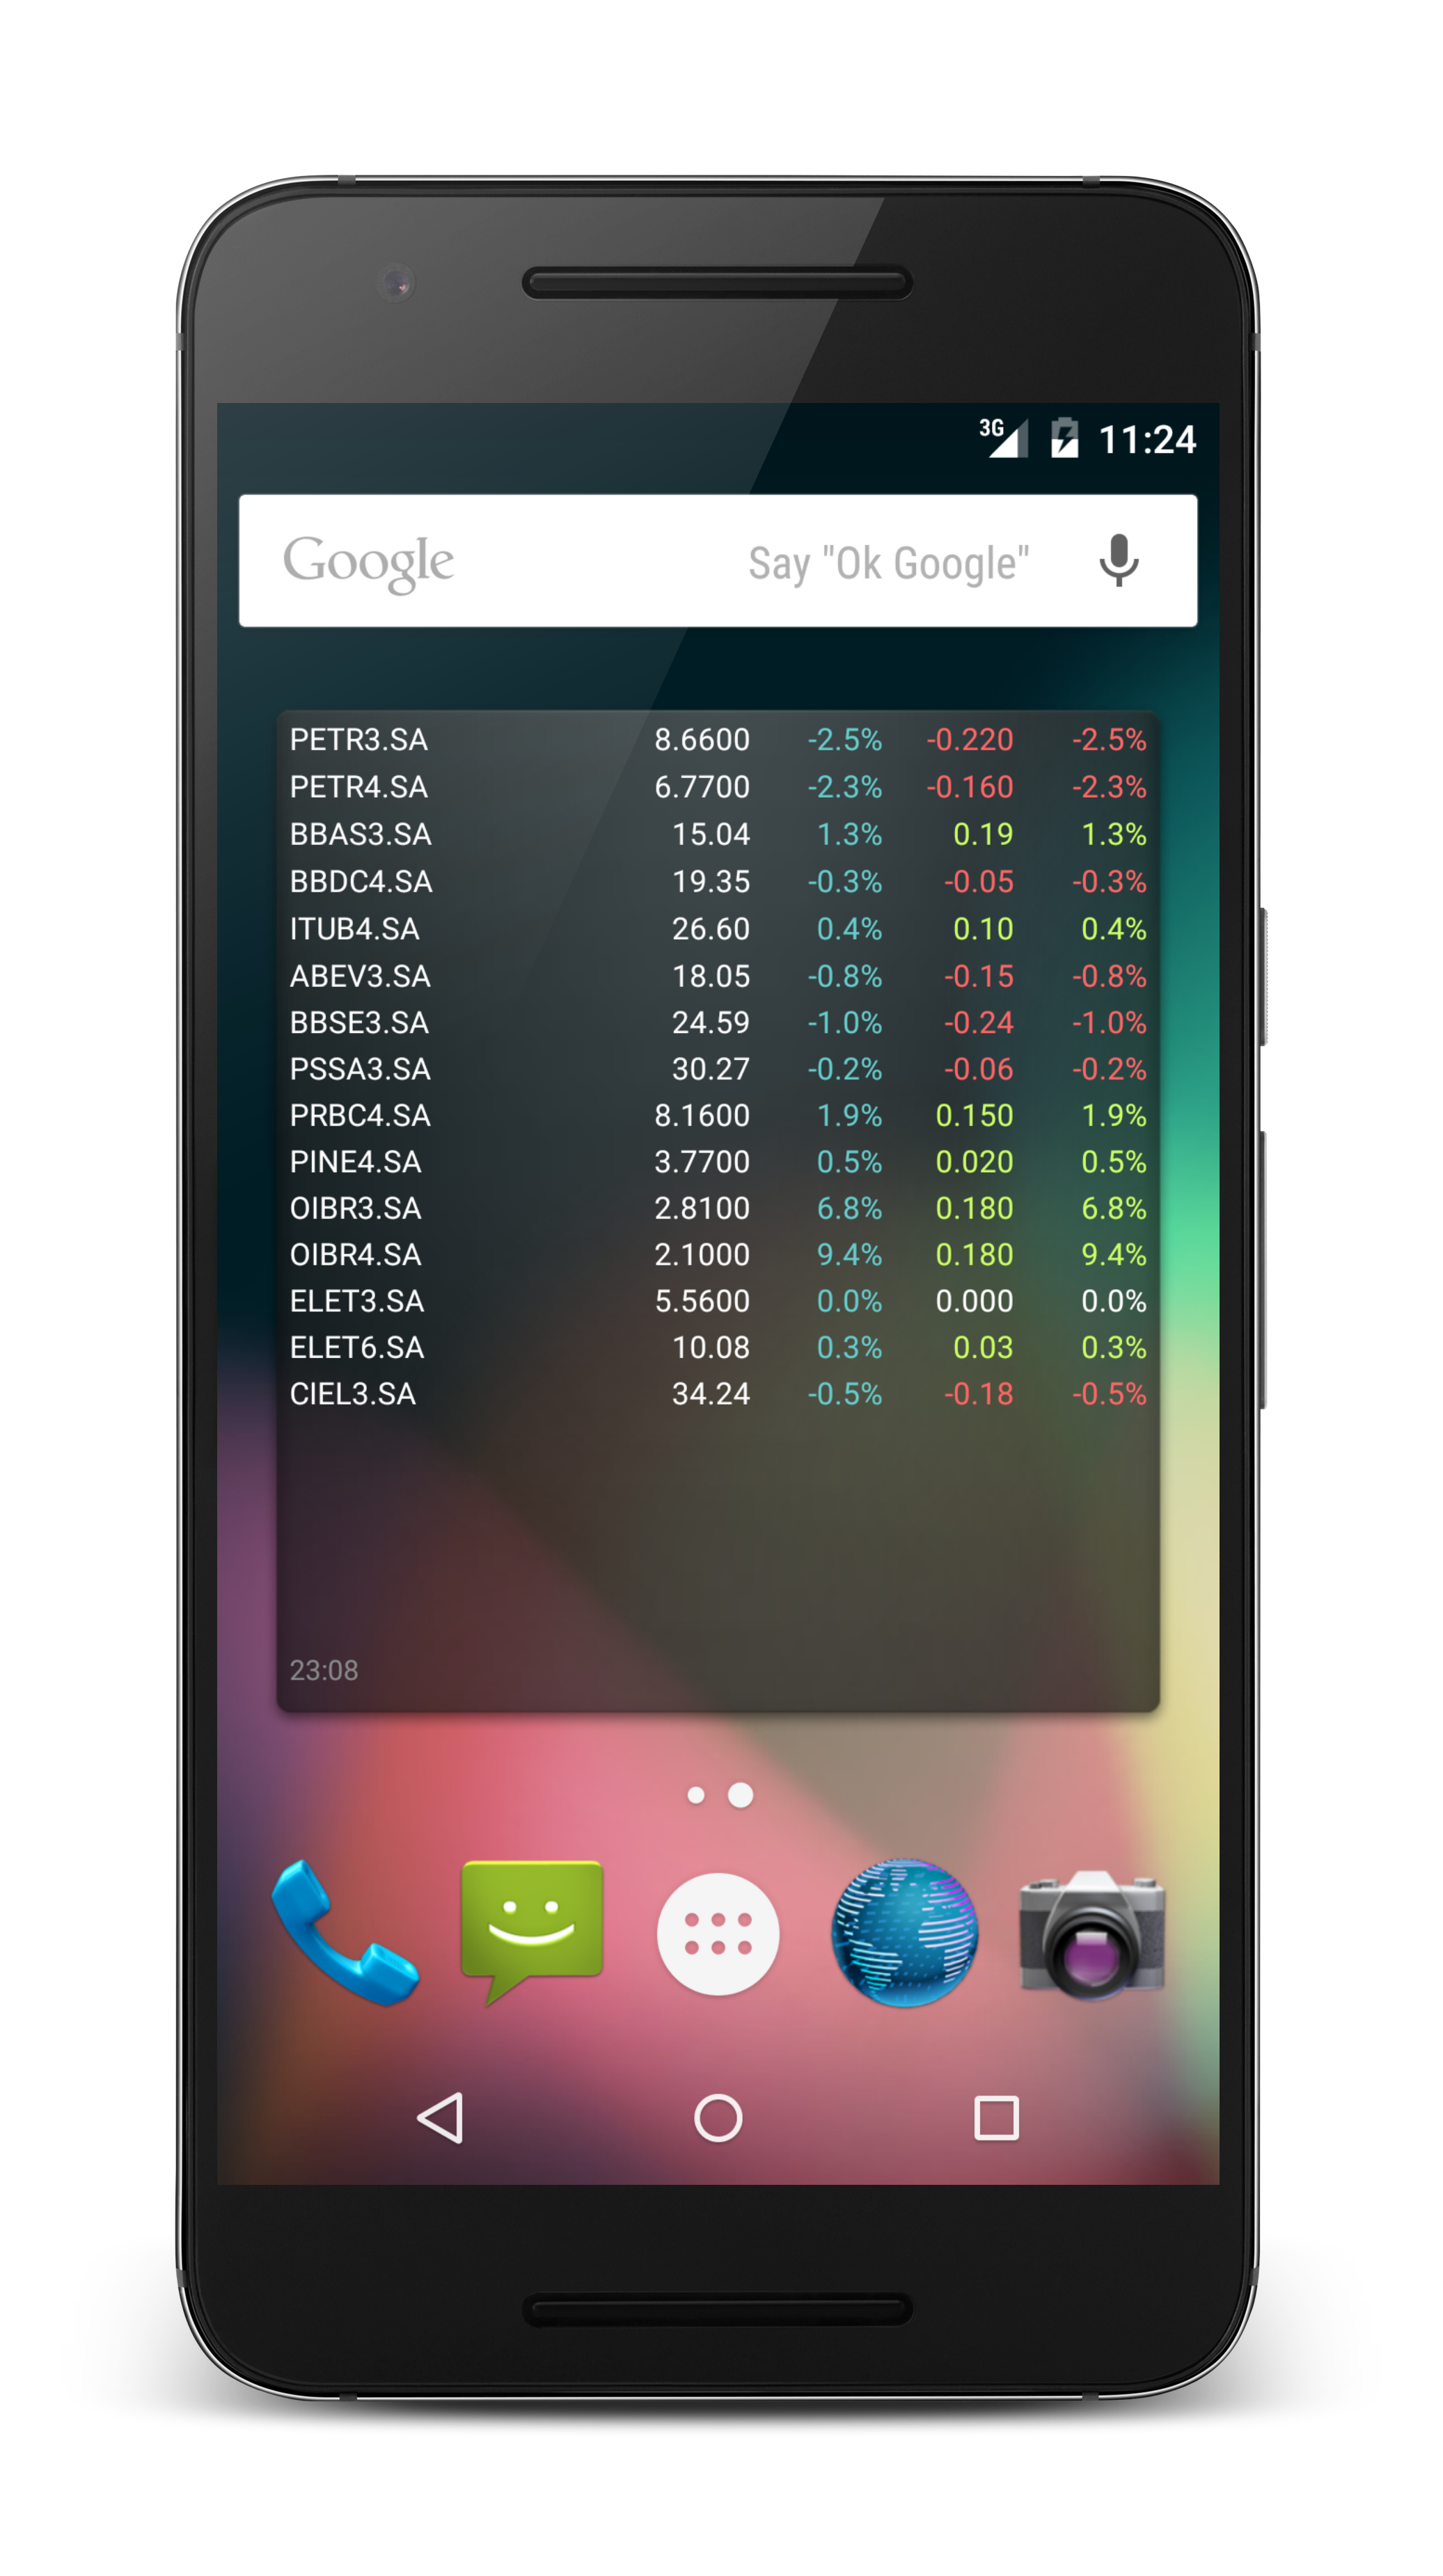 3G 11:24
Google Say "Ok Google"
PETR3.SA 8.6600 -2.5% -0.220 -2.5%
PETR4.SA 6.7700 -2.3% -0.160 -2.3%
BBAS3.SA 15.04 1.3% 0.19 1.3%
BBDC4.SA 19.35 -0.3% -0.05 -0.3%
ITUB4.SA 26.60 0.4% 0.10 0.4%
ABEV3.SA 18.05 -0.8% -0.15 -0.8%
BBSE3.SA 24.59 -1.0% -0.24 -1.0%
PSSA3.SA 30.27 -0.2% -0.06 -0.2%
PRBC4.SA 8.1600 1.9% 0.150 1.9%
PINE4.SA 3.7700 0.5% 0.020 0.5%
OIBR3.SA 2.8100 6.8% 0.180 6.8%
OIBR4.SA 2.1000 9.4% 0.180 9.4%
ELET3.SA 5.5600 0.0% 0.000 0.0%
ELET6.SA 10.08 0.3% 0.03 0.3%
CIEL3.SA 34.24 -0.5% -0.18 -0.5%
23:08